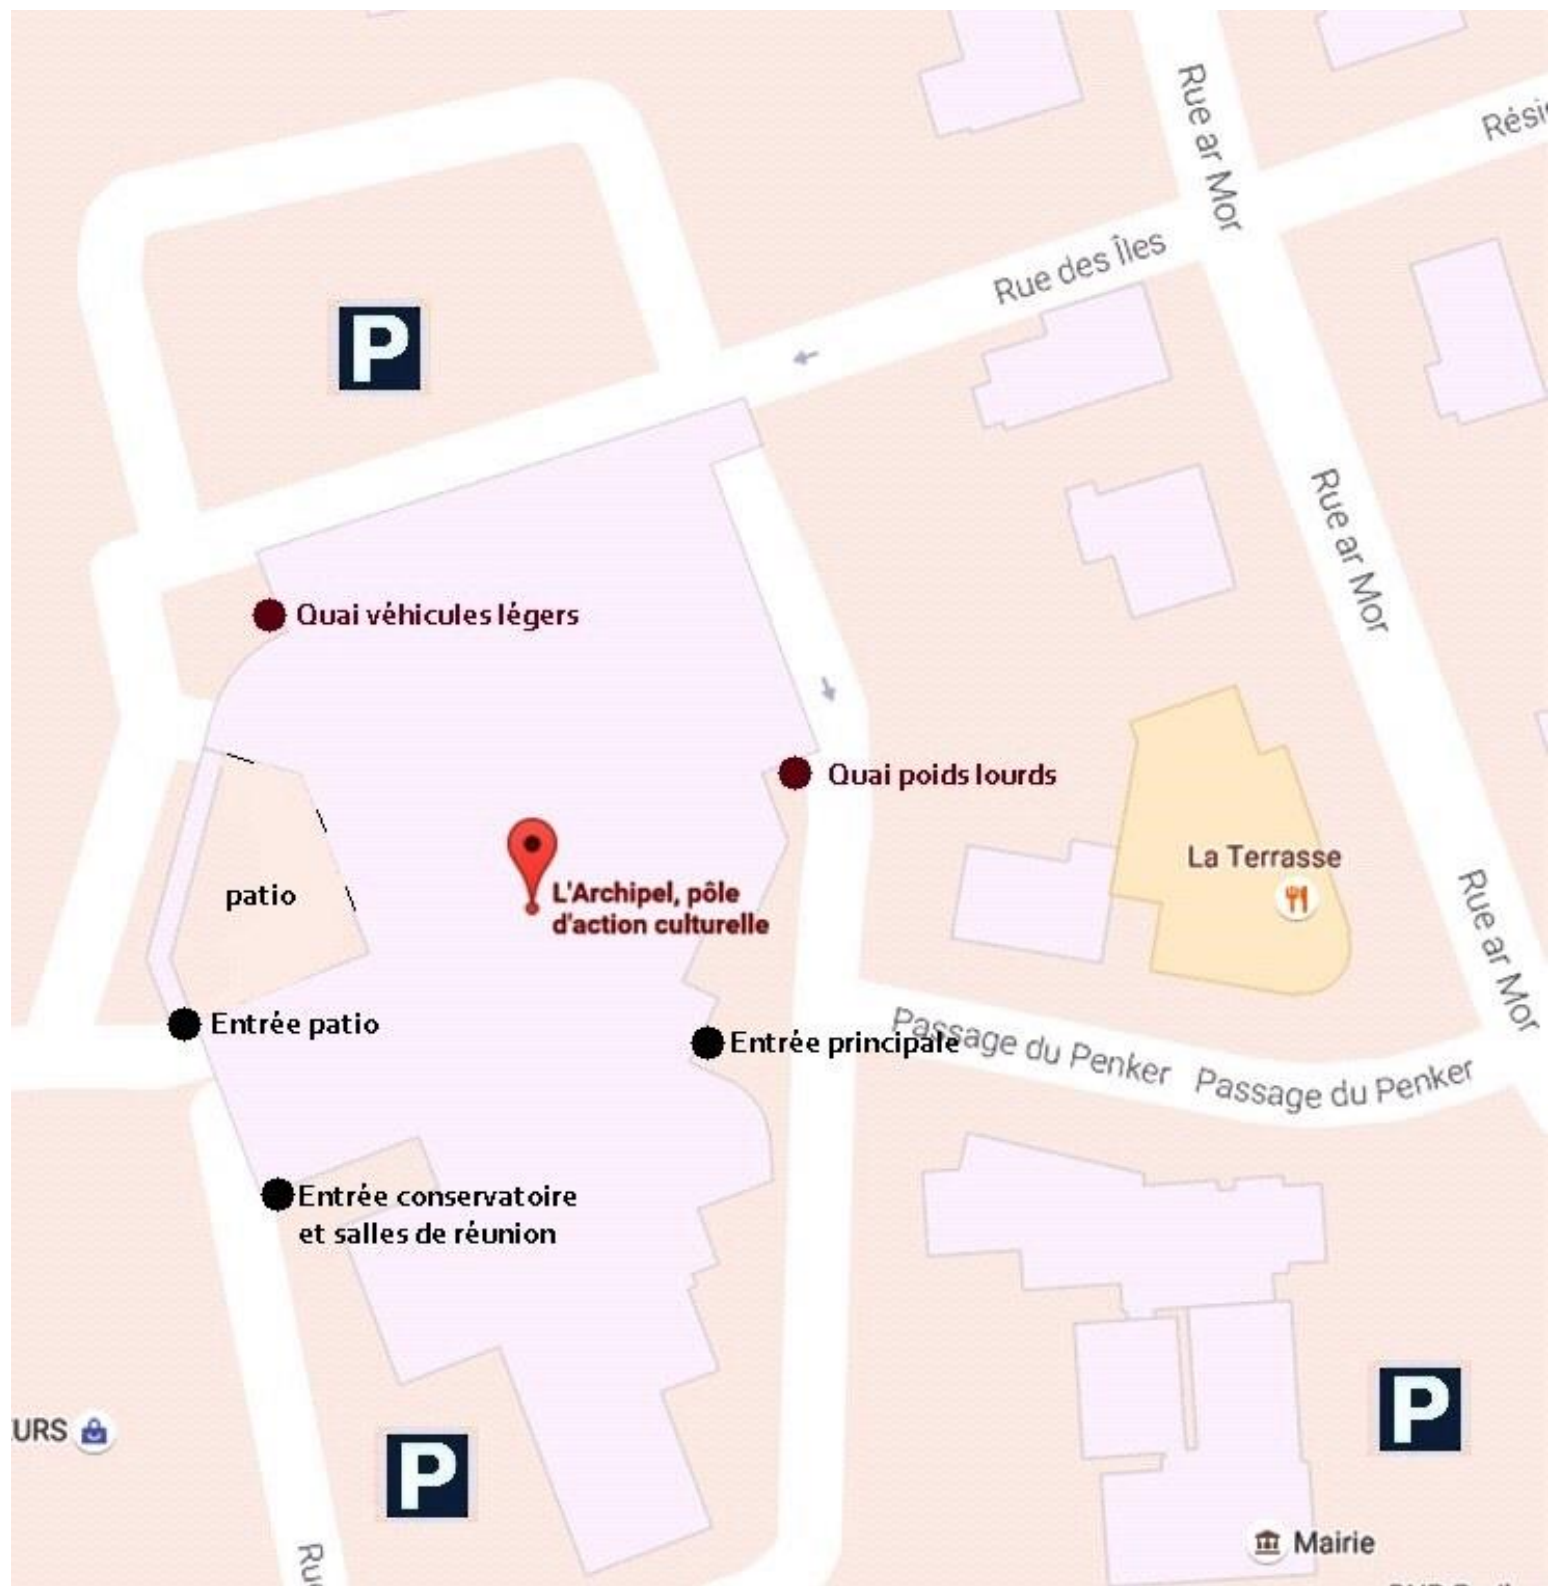 Rue ar Mor
Rési
Rue des Îles
P
Rue ar Mor
Quai véhicules légers
Quai poids lourds
La Terrasse
patio
L'Archipel, pôle
d'action culturelle
Rue ar Mor
Entrée patio
Entrée principale
Passage du Penker
Passage du Penker
Entrée conservatoire
et salles de réunion
P
URS
P
Mairie
Rue